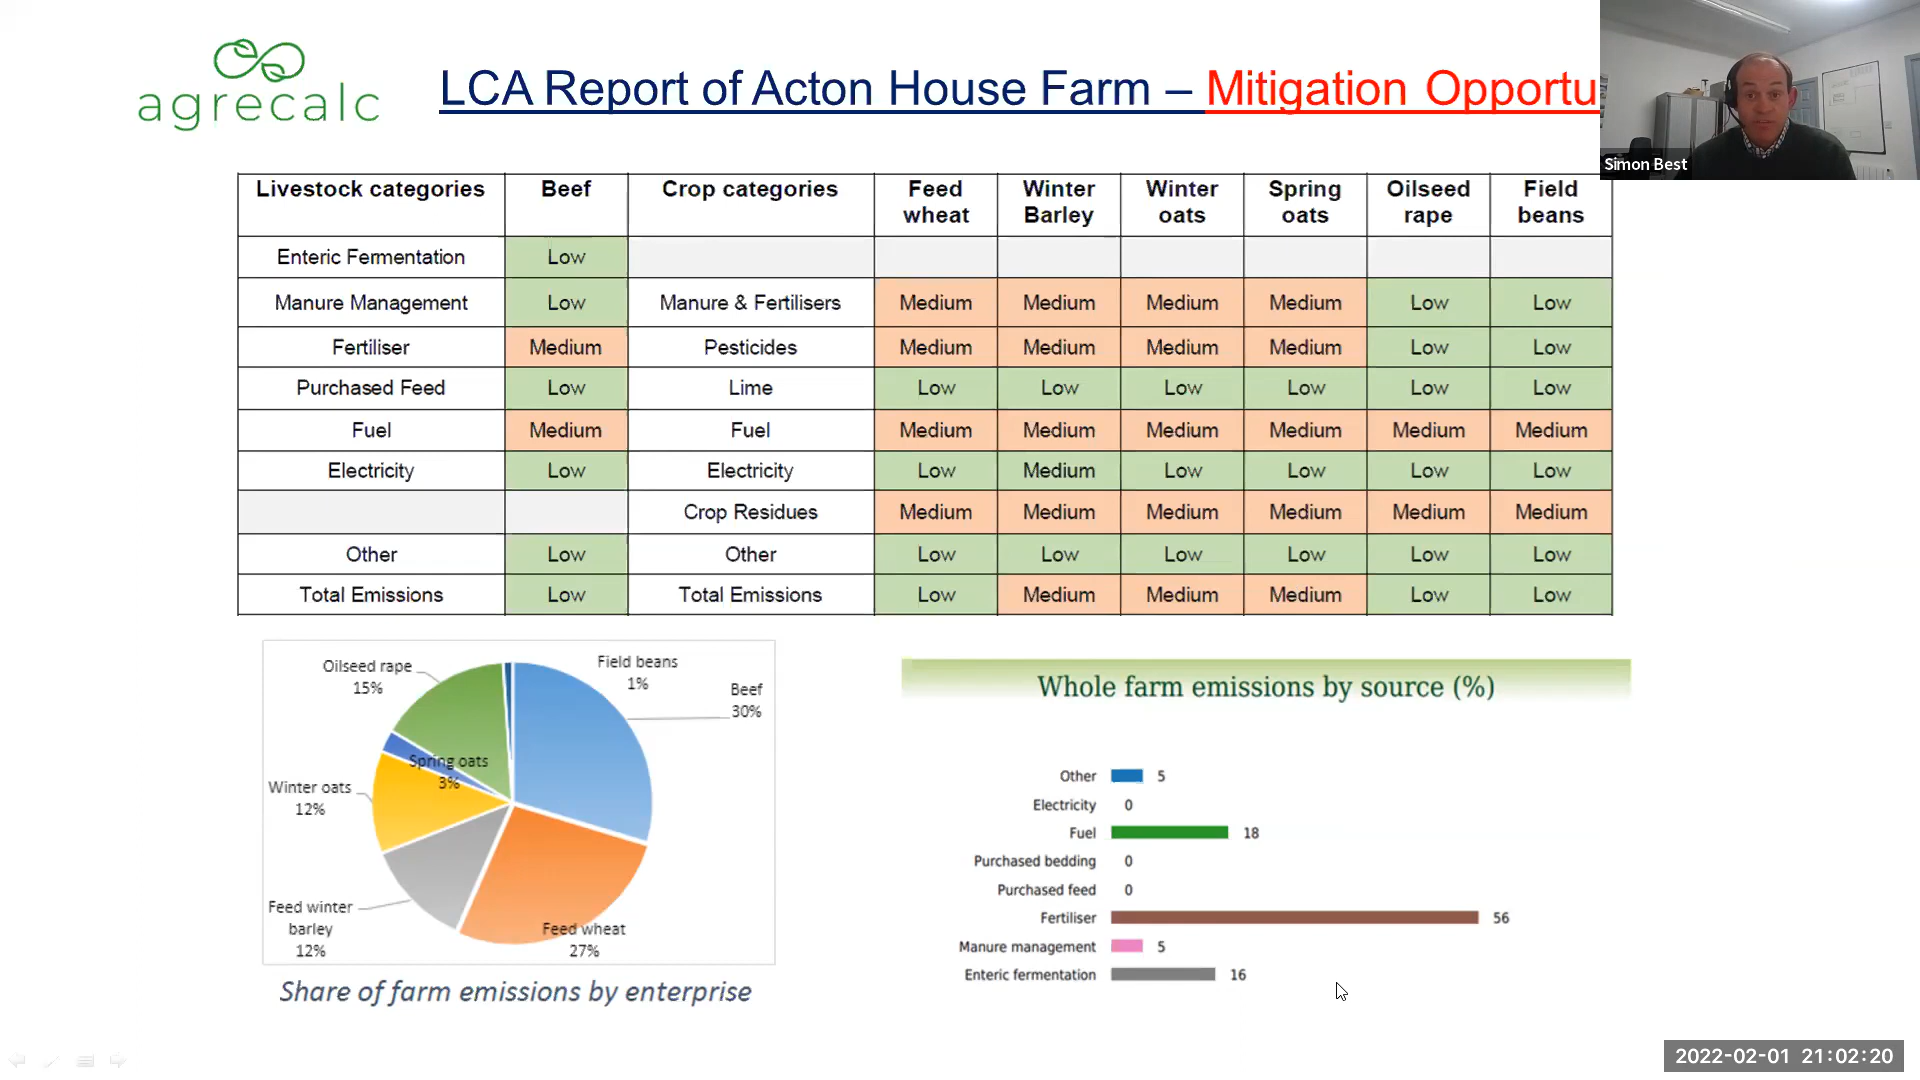 agrecalc
LCA Report of Acton House Farm – Mitigation Opportu
Simon Best
Livestock categories Beef Crop categories Feed wheat Winter Barley Winter oats Spring oats Oilseed rape Field beans
Enteric Fermentation Low
Manure Management Low Manure & Fertilisers Medium Medium Medium Medium Low Low
Fertiliser Medium Pesticides Medium Medium Medium Medium Low Low
Purchased Feed Low Lime Low Low Low Low Low Low
Fuel Medium Fuel Medium Medium Medium Medium Medium Medium
Electricity Low Electricity Low Medium Low Low Low Low
Crop Residues Medium Medium Medium Medium Medium Medium
Other Low Other Low Low Low Low Low Low
Total Emissions Low Total Emissions Low Medium Medium Medium Low Low
Oilseed rape
15%
Field beans
1%
Beef
30%
Spring oats
3%
Winter oats
12%
Feed winter
barley
12%
Feed wheat
27%
Share of farm emissions by enterprise
Whole farm emissions by source (%)
Other 5
Electricity 0
Fuel 18
Purchased bedding 0
Purchased feed 0
Fertiliser 56
Manure management 5
Enteric fermentation 16
2022-02-01 21:02:20